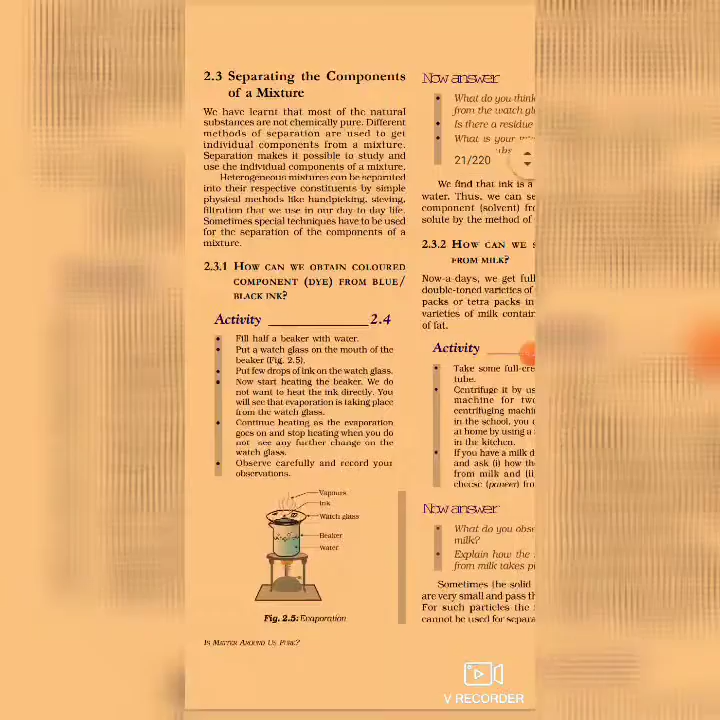 2.3 Separating the Components
of a Mixture
We have learnt that most of the natural
substances are not chemically pure. Different
methods of separation are used to get
individual components from a mixture.
Separation makes it possible to study and
use the individual components of a mixture.
Heterogeneous mixtures can be separated
into their respective constituents by simple
physical methods like handpicking, sieving,
filtration that we use in our day-to-day life.
Sometimes special techniques have to be used
for the separation of the components of a
mixture.
2.3.1 HOW CAN WE OBTAIN COLOURED
COMPONENT (DYE) FROM BLUE/
BLACK INK?
Activity 2.4
• Fill half a beaker with water.
• Put a watch glass on the mouth of the
beaker (Fig. 2.5).
• Put few drops of ink on the watch glass.
• Now start heating the beaker. We do
not want to heat the ink directly. You
will see that evaporation is taking place
from the watch glass.
• Continue heating as the evaporation
goes on and stop heating when you do
not see any further change on the
watch glass.
• Observe carefully and record your
observations.
Vapours
Ink
Watch glass
Beaker
Water
Fig. 2.5: Evaporation
IS MATTER AROUND US PURE?
Now answer
• What do you think
from the watch
• Is there a residue
• What is your
21/220
We find that ink is a
water. Thus, we can
component (solvent)
solute by the method of
2.3.2 HOW CAN WE
FROM MILK?
Now-a-days, we get
double-toned varieties of
packs or tetra packs in
varieties of milk contain
of fat.
Activity
• Take some full-
tube.
• Centrifuge it by
machine for
centrifuging
in the school, you
at home by using a
in the kitchen.
• If you have a milk
and ask (i) how
from milk and (ii)
cheese (paneer)
Now answer
• What do you
milk?
• Explain how the
from milk takes
Sometimes the solid
are very small and pass
For such particles the
cannot be used for
V RECORDER